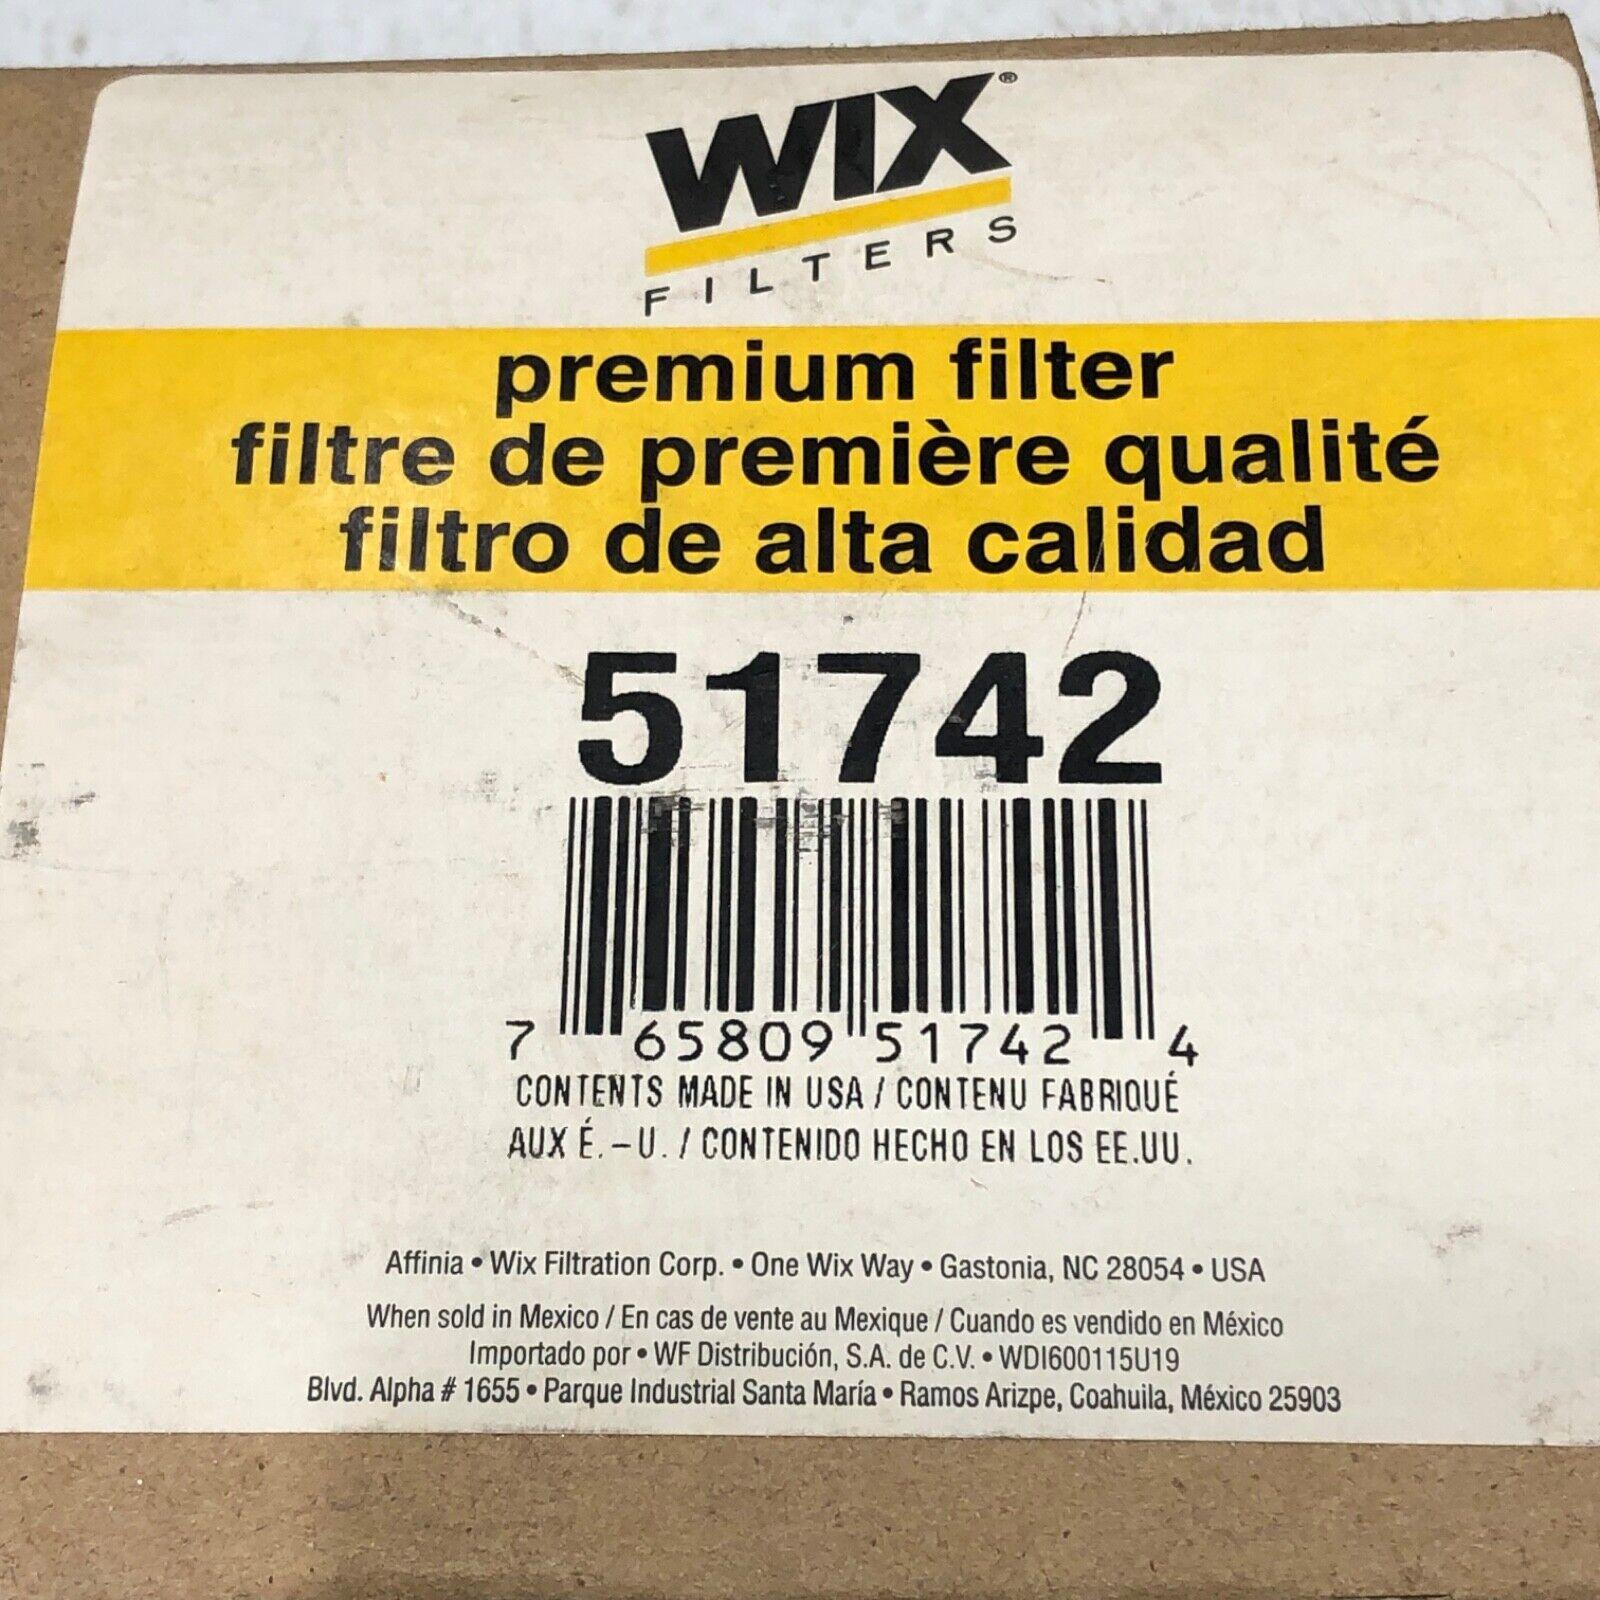 WIX®
FILTERS
premium filter
filtre de première qualité
filtro de alta calidad
51742
7 65809 51742 4
CONTENTS MADE IN USA / CONTENU FABRIQUÉ
AUX É.-U. / CONTENIDO HECHO EN LOS EE.UU.
Affinia • Wix Filtration Corp. • One Wix Way • Gastonia, NC 28054 • USA
When sold in Mexico / En cas de vente au Mexique / Cuando es vendido en México
Importado por • WF Distribución, S.A. de C.V. • WDI600115U19
Blvd. Alpha # 1655 • Parque Industrial Santa María • Ramos Arizpe, Coahuila, México 25903